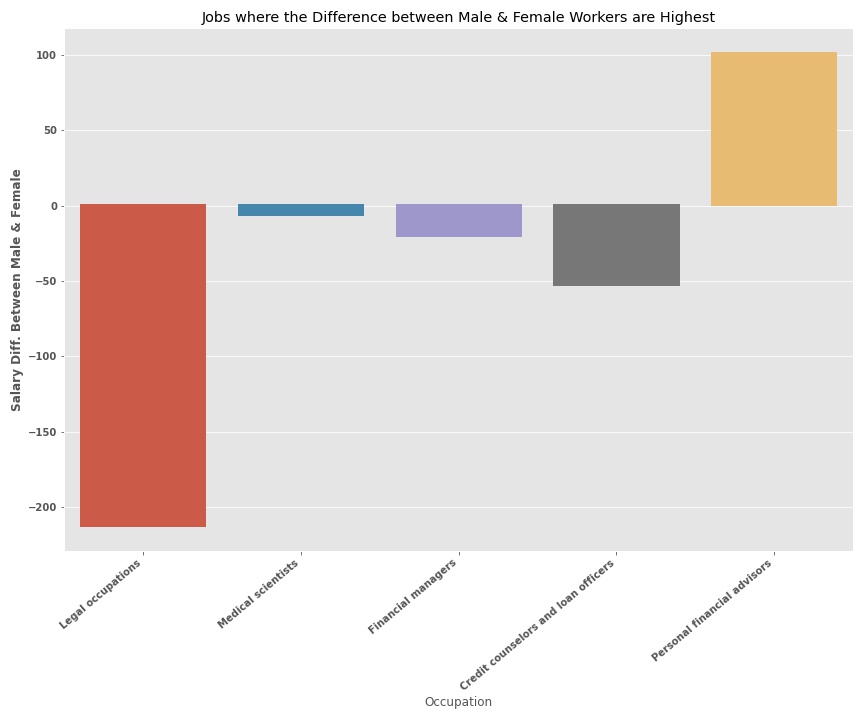 Jobs where the Difference between Male & Female Workers are Highest
Salary Diff. Between Male & Female
100
50
0
−50
−100
−150
−200
Legal occupations
Medical scientists
Financial managers
Credit counselors and loan officers
Personal financial advisors
Occupation